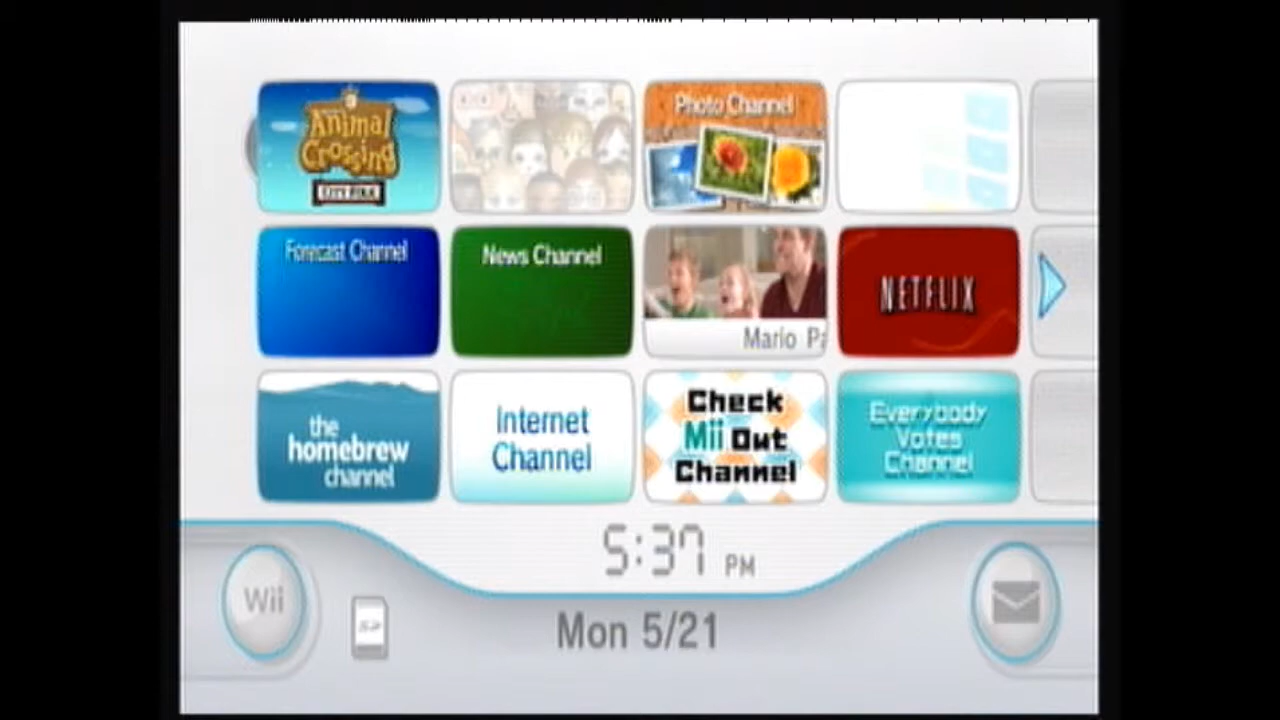 Animal
Crossing
CITY FOLK
Photo Channel
Forecast Channel
News Channel
Mario Pa
NETFLIX
the
homebrew
channel
Internet
Channel
Check
Mii Out
Channel
Everybody
Votes
Channel
5:37 PM
Wii
SD
Mon 5/21